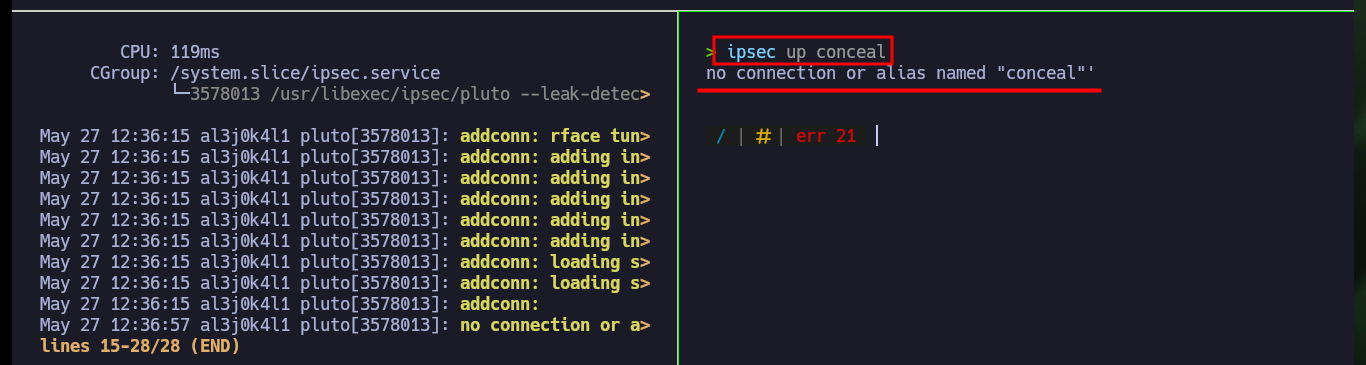 CPU: 119ms
CGroup: /system.slice/ipsec.service
└─3578013 /usr/libexec/ipsec/pluto --leak-detec>
May 27 12:36:15 al3j0k4l1 pluto[3578013]: addconn: rface tun>
May 27 12:36:15 al3j0k4l1 pluto[3578013]: addconn: adding in>
May 27 12:36:15 al3j0k4l1 pluto[3578013]: addconn: adding in>
May 27 12:36:15 al3j0k4l1 pluto[3578013]: addconn: adding in>
May 27 12:36:15 al3j0k4l1 pluto[3578013]: addconn: adding in>
May 27 12:36:15 al3j0k4l1 pluto[3578013]: addconn: adding in>
May 27 12:36:15 al3j0k4l1 pluto[3578013]: addconn: loading s>
May 27 12:36:15 al3j0k4l1 pluto[3578013]: addconn: loading s>
May 27 12:36:15 al3j0k4l1 pluto[3578013]: addconn:
May 27 12:36:57 al3j0k4l1 pluto[3578013]: no connection or a>
lines 15-28/28 (END)
> ipsec up conceal
no connection or alias named "conceal"'
/ | # | err 21